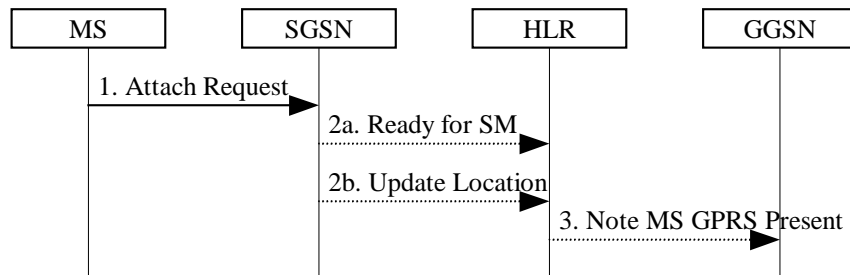 MS SGSN HLR GGSN
1. Attach Request
2a. Ready for SM
2b. Update Location
3. Note MS GPRS Present